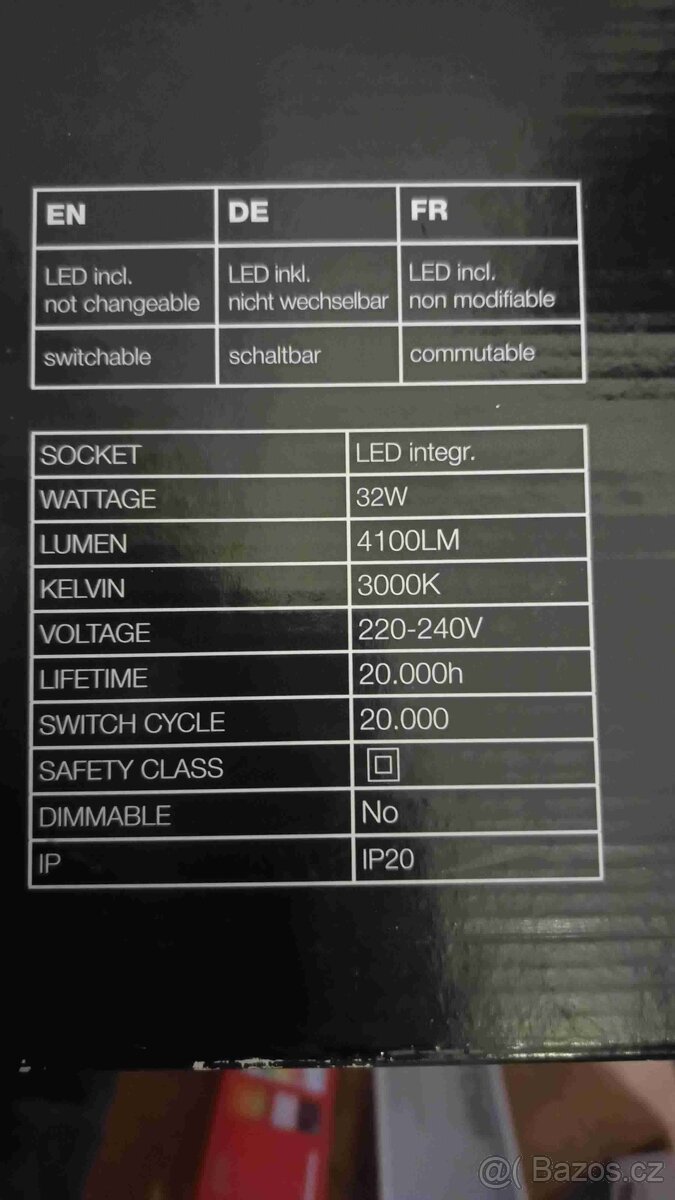 EN DE FR
LED incl. LED inkl. LED incl.
not changeable nicht wechselbar non modifiable
switchable schaltbar commutable
SOCKET LED integr.
WATTAGE 32W
LUMEN 4100LM
KELVIN 3000K
VOLTAGE 220-240V
LIFETIME 20.000h
SWITCH CYCLE 20.000
SAFETY CLASS
DIMMABLE No
IP IP20
@( Bazos.cz